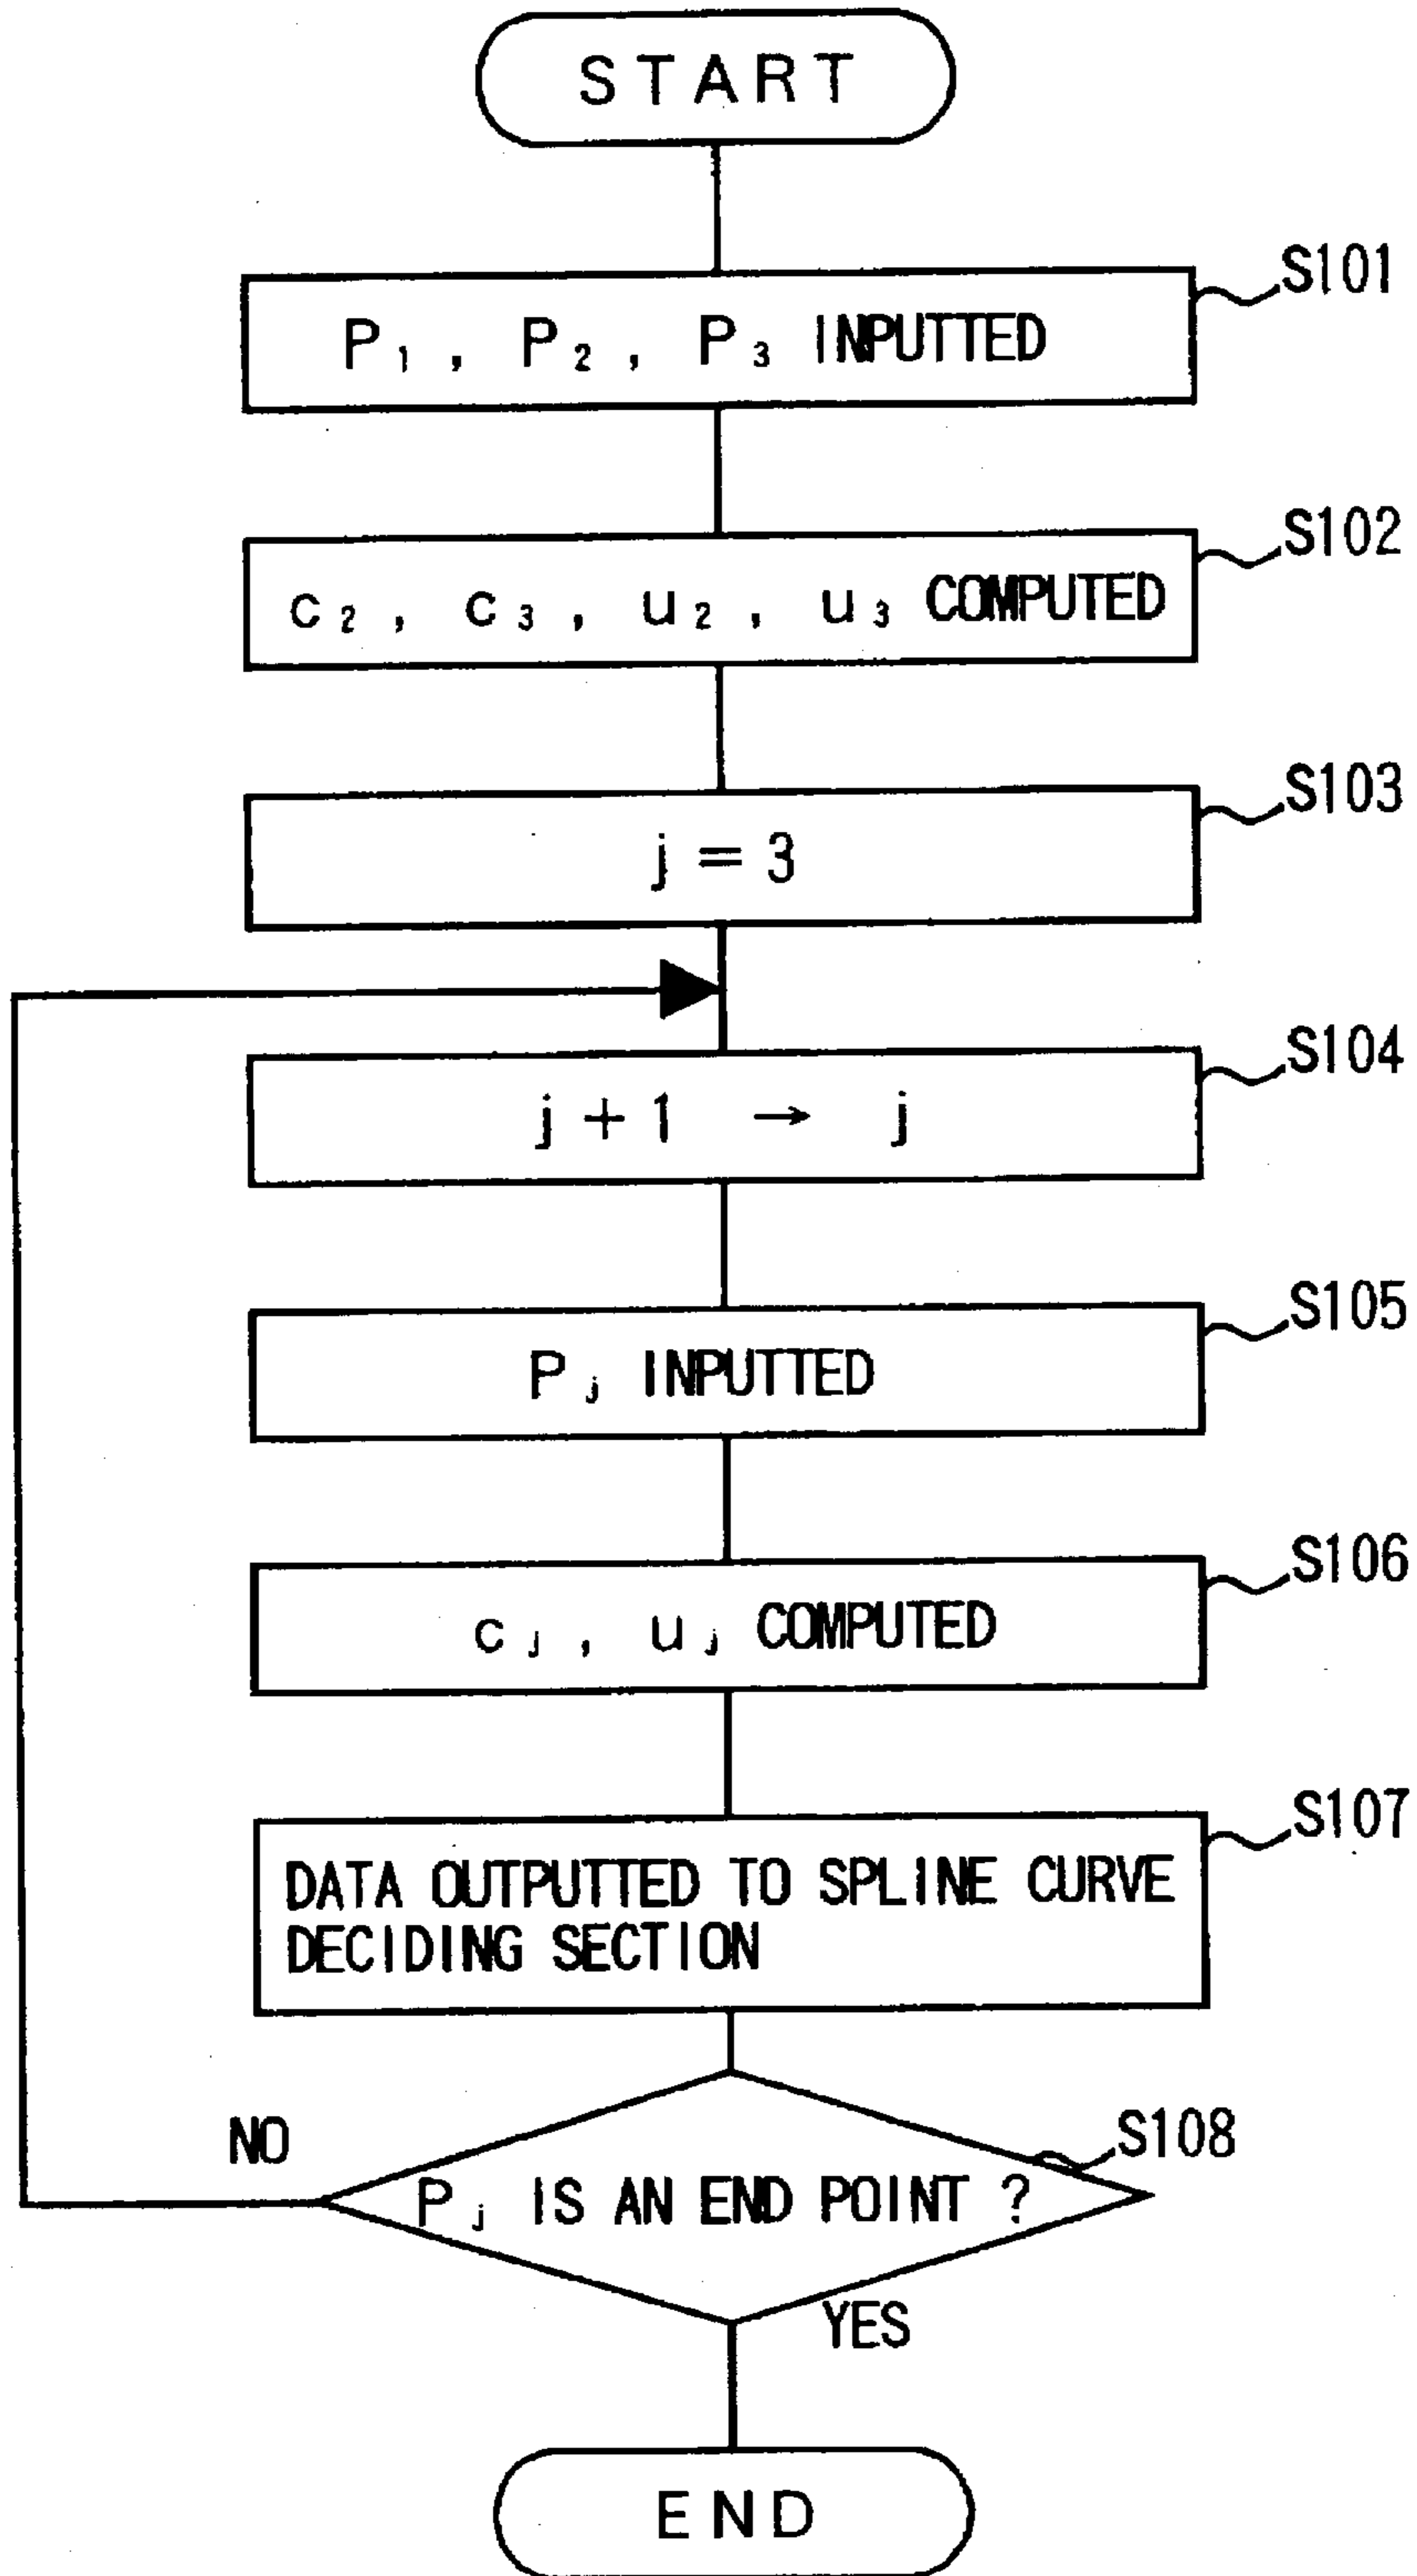 START
S101
P₁, P₂, P₃ INPUTTED
S102
c₂, c₃, u₂, u₃ COMPUTED
S103
j = 3
S104
j + 1 → j
S105
Pⱼ INPUTTED
S106
cⱼ, uⱼ COMPUTED
S107
DATA OUTPUTTED TO SPLINE CURVE
DECIDING SECTION
S108
NO
Pⱼ IS AN END POINT ?
YES
END